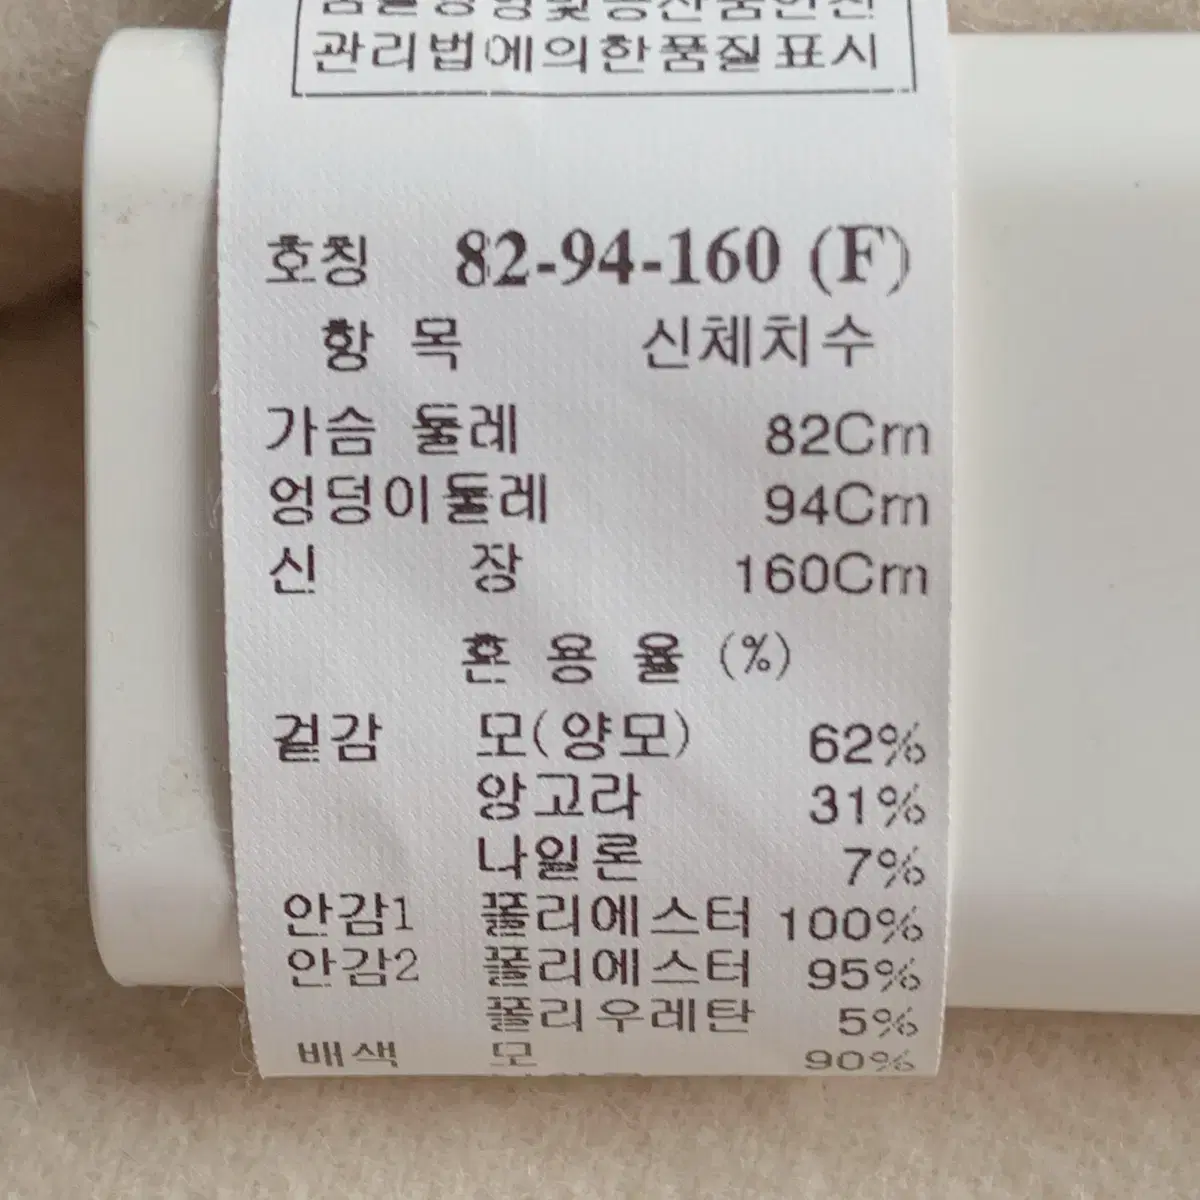 관리법에의한품질표시
호칭 82-94-160 (F)
항 목 신체치수
가슴 둘레 82Cm
엉덩이둘레 94Cm
신 장 160Cm
혼 용 율 (%)
겉감 모(양모) 62%
앙고라 31%
나일론 7%
안감1 폴리에스터 100%
안감2 폴리에스터 95%
폴리우레탄 5%
배색 모 90%